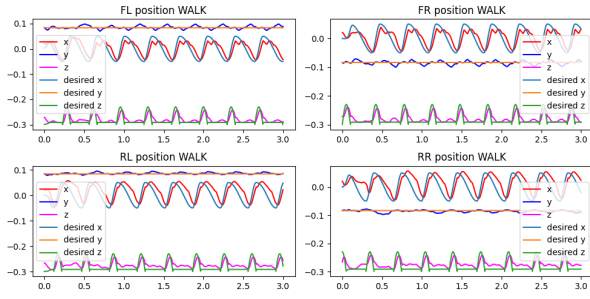 FL position WALK
FR position WALK
0.1
0.0
−0.1
−0.2
−0.3
x
y
z
desired x
desired y
desired z
0.0 0.5 1.0 1.5 2.0 2.5 3.0
0.0
−0.1
−0.2
−0.3
x
y
z
desired x
desired y
desired z
0.0 0.5 1.0 1.5 2.0 2.5 3.0
RL position WALK
RR position WALK
0.1
0.0
−0.1
−0.2
−0.3
x
y
z
desired x
desired y
desired z
0.0 0.5 1.0 1.5 2.0 2.5 3.0
0.0
−0.1
−0.2
−0.3
x
y
z
desired x
desired y
desired z
0.0 0.5 1.0 1.5 2.0 2.5 3.0